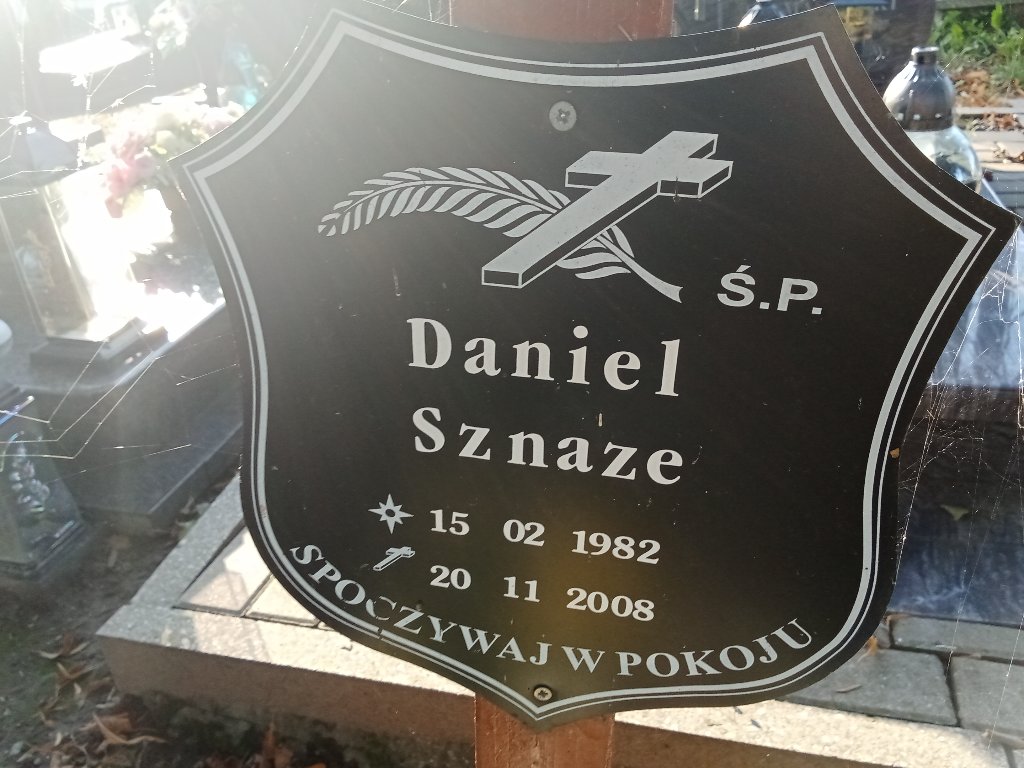 Ś.P.
Daniel
Sznaze
15 02 1982
20 11 2008
SPOCZYWAJ W POKOJU